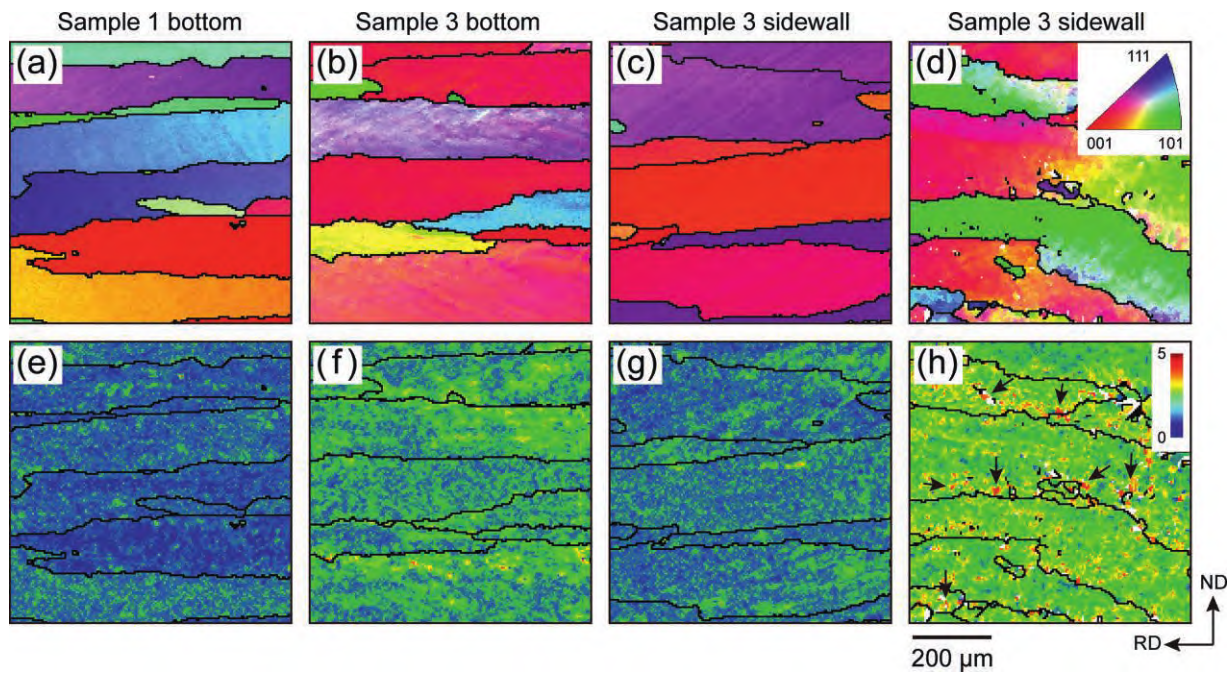 Sample 1 bottom Sample 3 bottom Sample 3 sidewall Sample 3 sidewall
(a) (b) (c) (d)
111
001 101
(e) (f) (g) (h)
5
0
ND
RD
200 μm